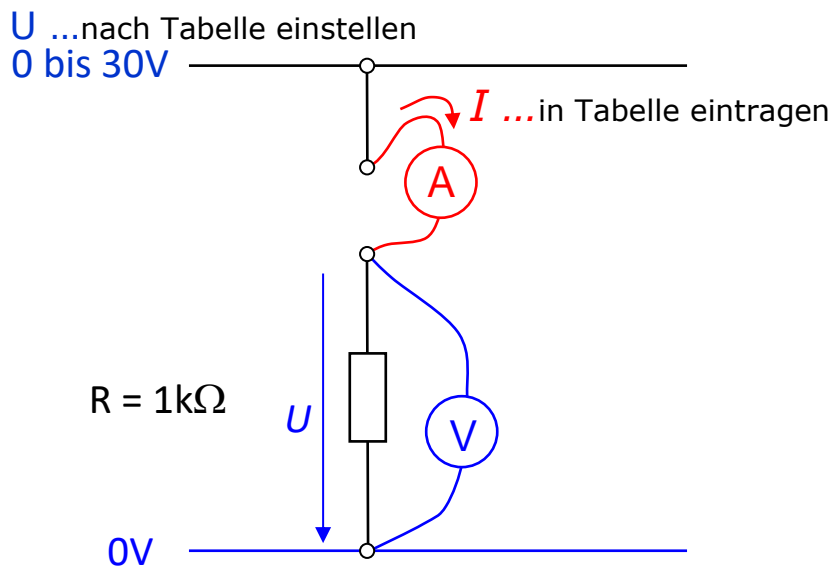 U ...nach Tabelle einstellen
0 bis 30V
I ...in Tabelle eintragen
A
R = 1kΩ
U
V
0V